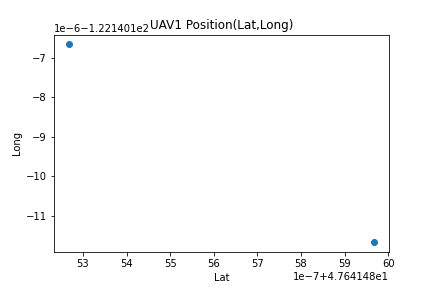 1e−6−1.221401e2
UAV1 Position(Lat,Long)
−7
−8
−9
−10
−11
Long
53 54 55 56 57 58 59 60
1e−7+4.764148e1
Lat